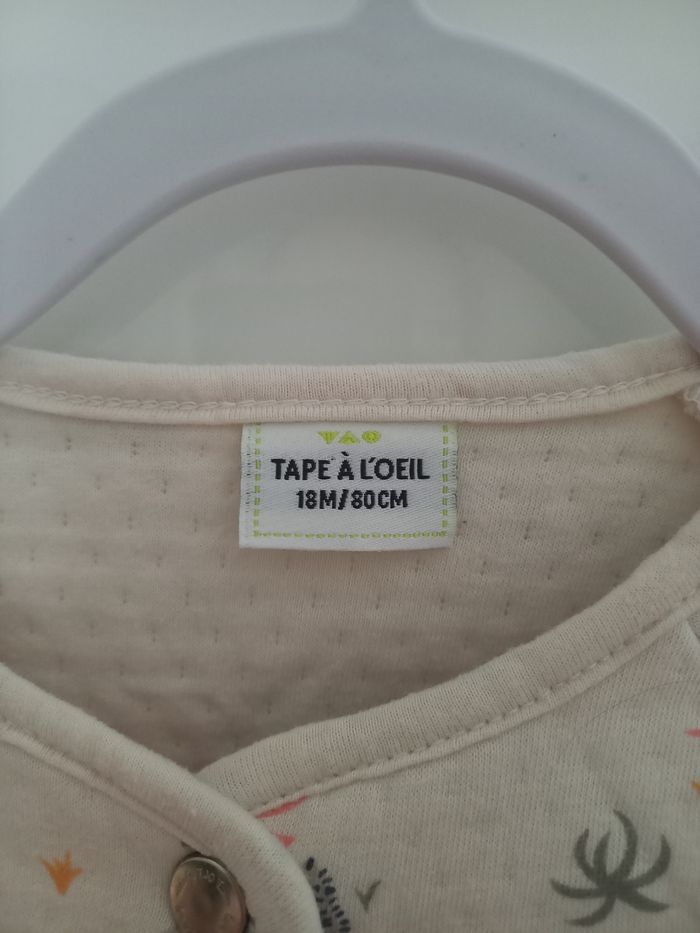 TAO
TAPE À L'OEIL
18M/80CM